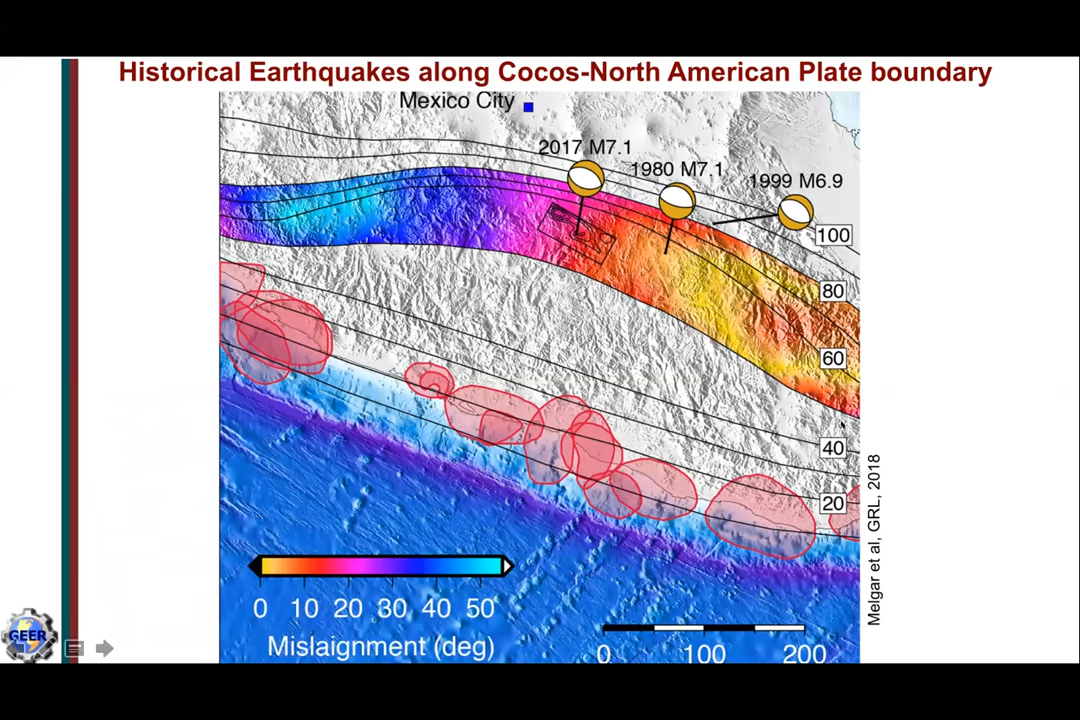 Historical Earthquakes along Cocos-North American Plate boundary
Mexico City
2017 M7.1
1980 M7.1
1999 M6.9
100
80
60
40
20
Melgar et al, GRL, 2018
0 10 20 30 40 50
Mislaignment (deg)
0 100 200
GEER